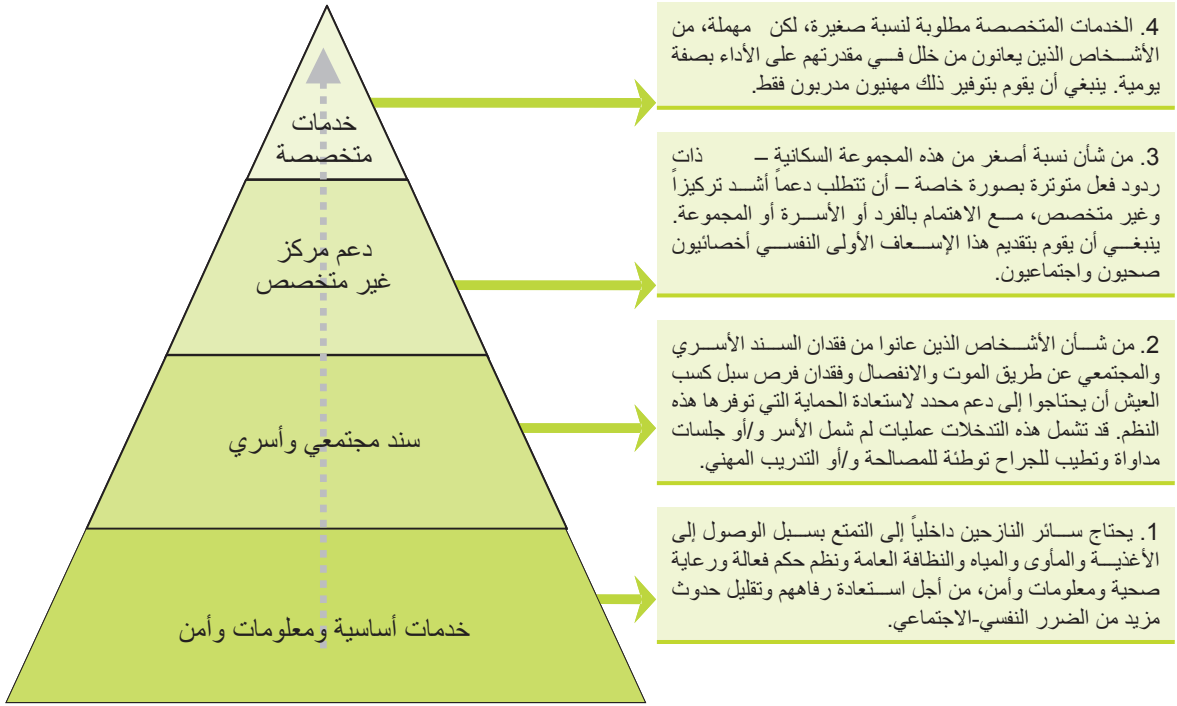 خدمات
متخصصة
4. الخدمات المتخصصة مطلوبة لنسبة صغيرة، لكن مهملة، من
الأشخاص الذين يعانون من خلل في مقدرتهم على الأداء بصفة
يومية. ينبغي أن يقوم بتوفير ذلك مهنيون مدربون فقط.
دعم مركز
غير متخصص
3. من شأن نسبة أصغر من هذه المجموعة السكانية – ذات
ردود فعل متوترة بصورة خاصة – أن تتطلب دعماً أشد تركيزاً
وغير متخصص، مع الاهتمام بالفرد أو الأسرة أو المجموعة.
ينبغي أن يقوم بتقديم هذا الإسعاف الأولى النفسي أخصائيون
صحيون واجتماعيون.
سند مجتمعي وأسري
2. من شأن الأشخاص الذين عانوا من فقدان السند الأسري
والمجتمعي عن طريق الموت والانفصال وفقدان فرص سبل كسب
العيش أن يحتاجوا إلى دعم محدد لاستعادة الحماية التي توفرها هذه
النظم. قد تشمل هذه التدخلات عمليات لم شمل الأسر و/أو جلسات
مداواة وتطيب للجراح توطئة للمصالحة و/أو التدريب المهني.
خدمات أساسية ومعلومات وأمن
1. يحتاج سائر النازحين داخلياً إلى التمتع بسبل الوصول إلى
الأغذية والمأوى والمياه والنظافة العامة ونظم حكم فعالة ورعاية
صحية ومعلومات وأمن، من أجل استعادة رفاههم وتقليل حدوث
مزيد من الضرر النفسي-الاجتماعي.